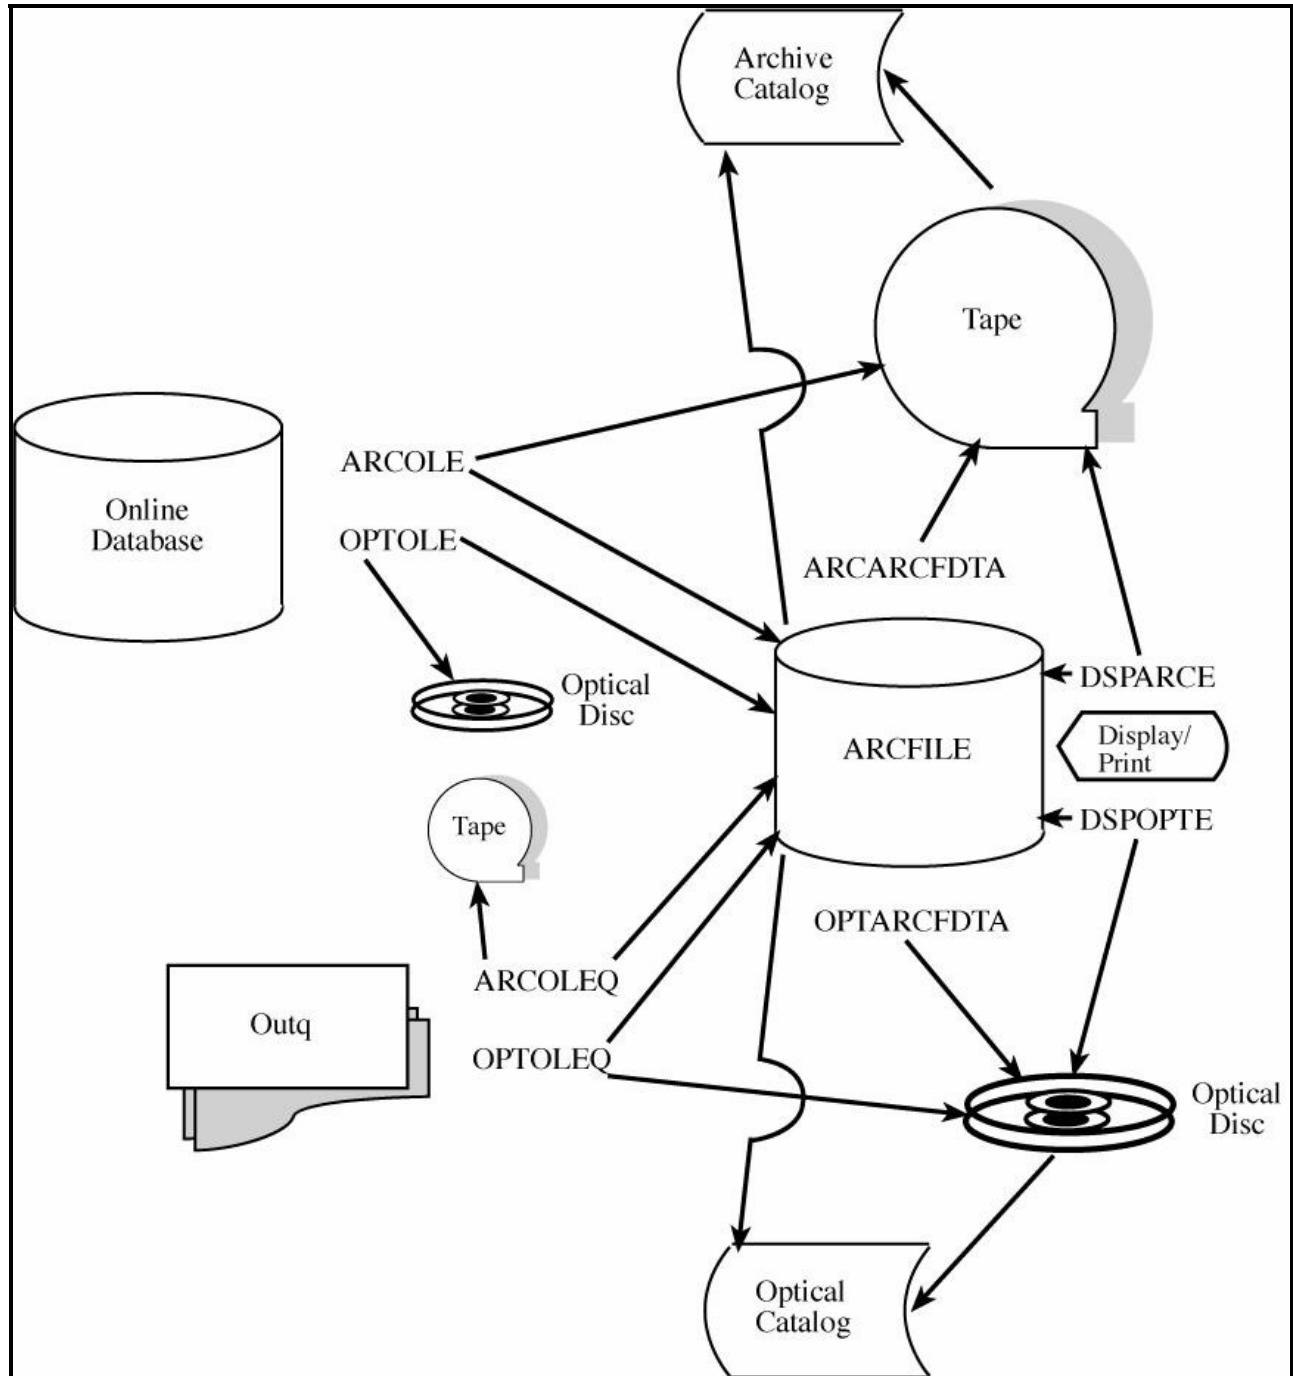 Archive
Catalog
Tape
ARCOLE
Online
Database
OPTOLE
ARCARCFDTA
Optical
Disc
DSPARCE
ARCFILE
Display/
Print
Tape
DSPOPTE
OPTARCFDTA
ARCOLEQ
Outq
OPTOLEQ
Optical
Disc
Optical
Catalog